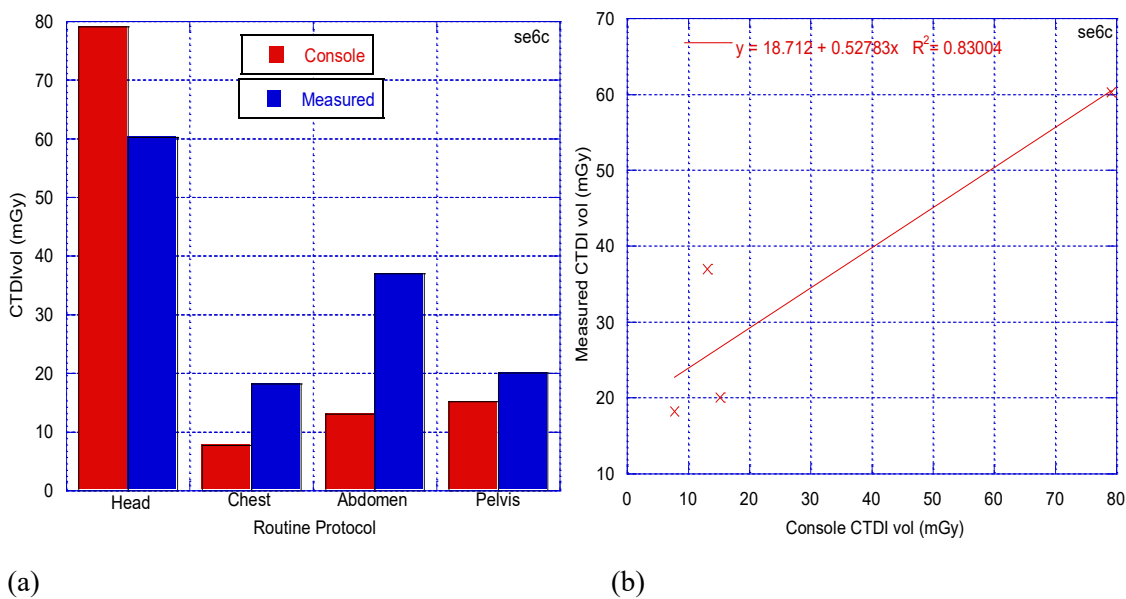 se6c
Console
Measured
80
70
60
50
40
30
20
10
0
CTDIvol (mGy)
Head Chest Abdomen Pelvis
Routine Protocol
(a)
se6c
y = 18.712 + 0.52783x R²= 0.83004
70
60
50
40
30
20
10
Measured CTDI vol (mGy)
0 10 20 30 40 50 60 70 80
Console CTDI vol (mGy)
(b)